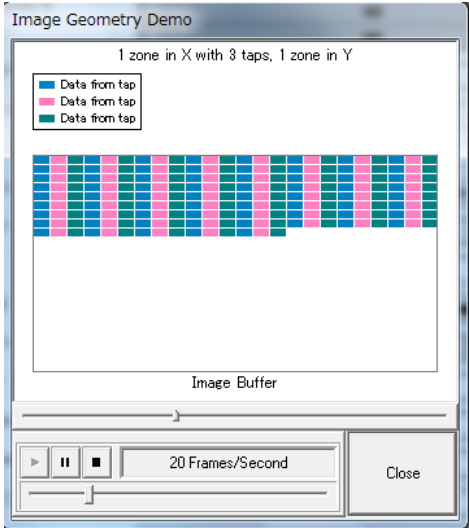 Image Geometry Demo
1 zone in X with 3 taps, 1 zone in Y
Data from tap
Data from tap
Data from tap
Image Buffer
20 Frames/Second
Close